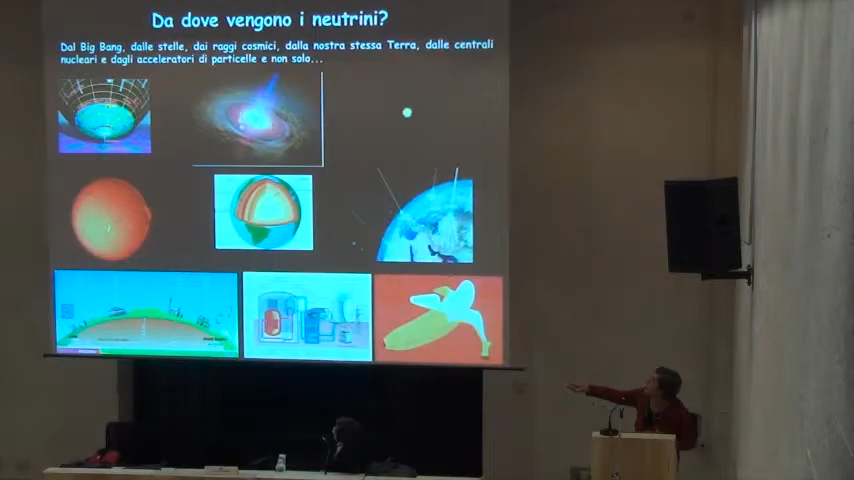 Da dove vengono i neutrini?
Dal Big Bang, dalle stelle, dai raggi cosmici, dalla nostra stessa Terra, dalle centrali
nucleari e dagli acceleratori di particelle e non solo...